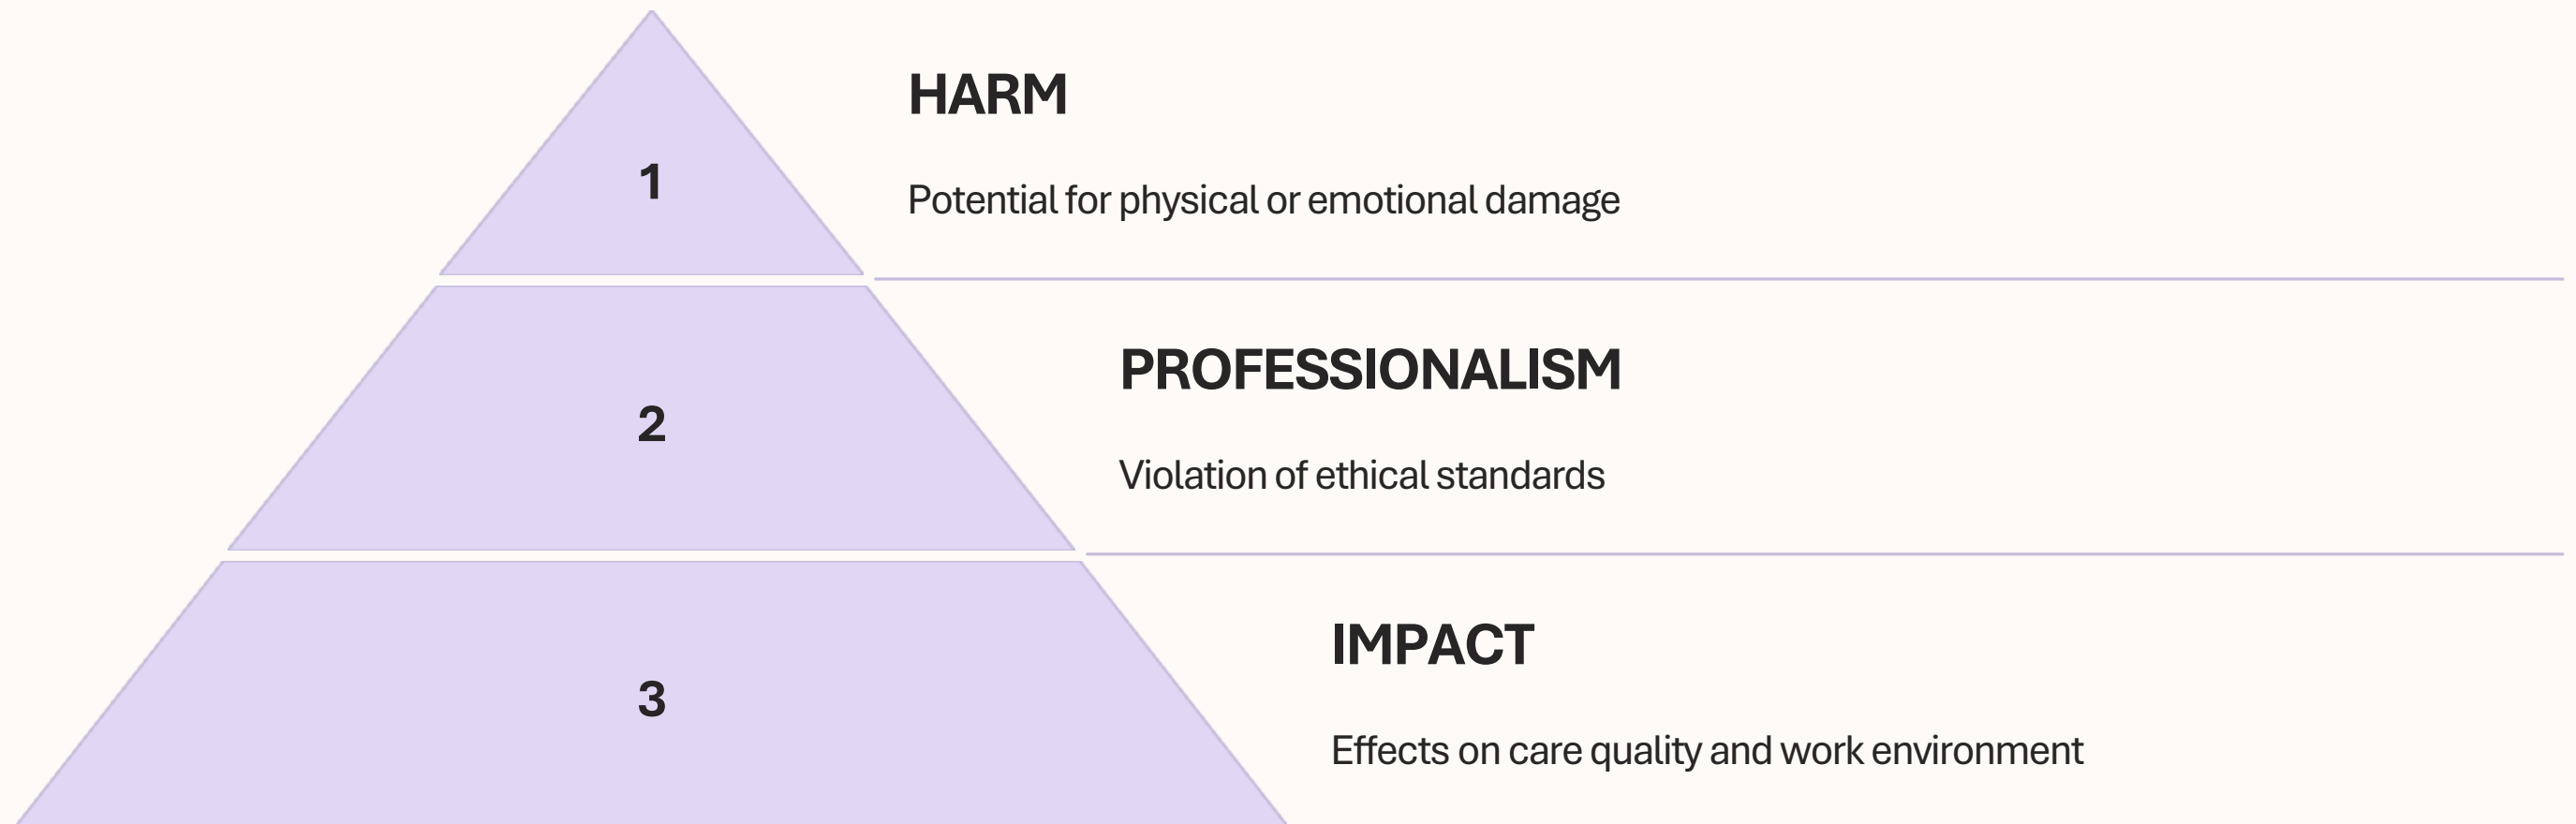 1
HARM
Potential for physical or emotional damage
2
PROFESSIONALISM
Violation of ethical standards
3
IMPACT
Effects on care quality and work environment